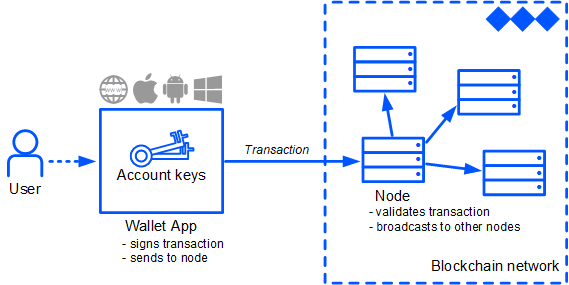 WWW
Transaction
Account keys
User
Node
- validates transaction
- broadcasts to other nodes
Wallet App
- signs transaction
- sends to node
Blockchain network